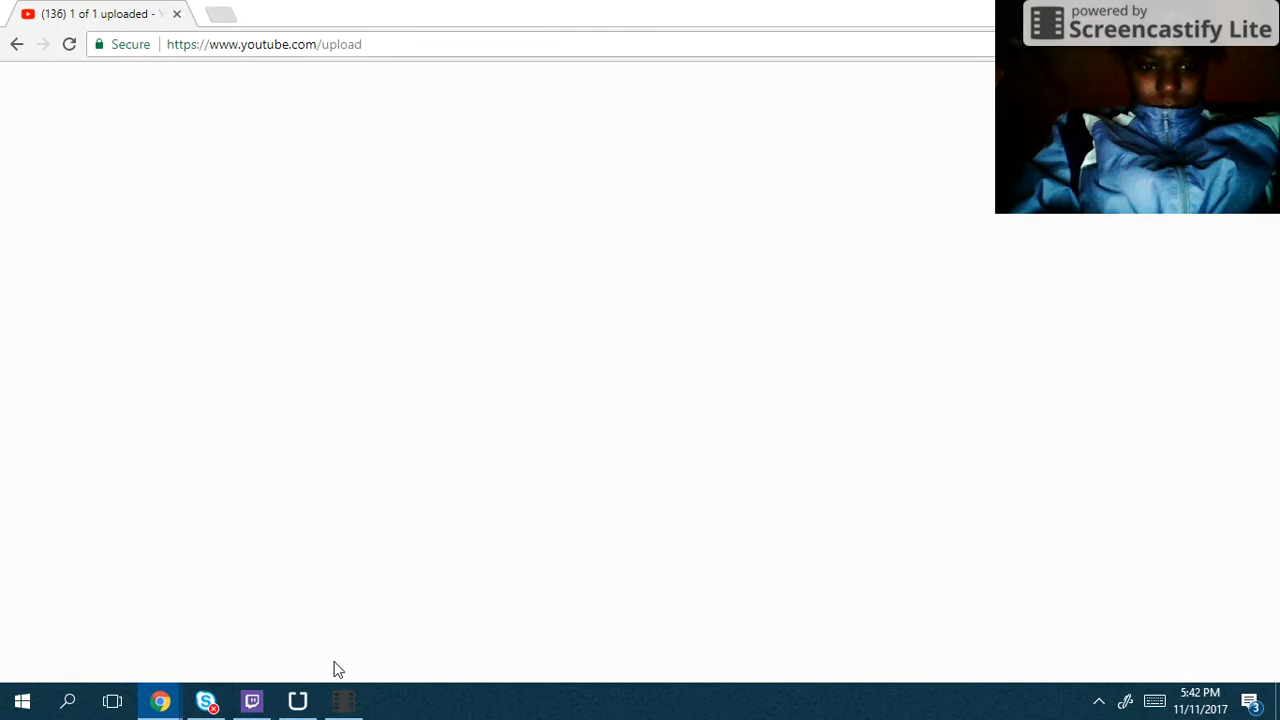 (136) 1 of 1 uploaded -
Secure
https://www.youtube.com/upload
powered by
Screencastify Lite
5:42 PM
11/11/2017
3